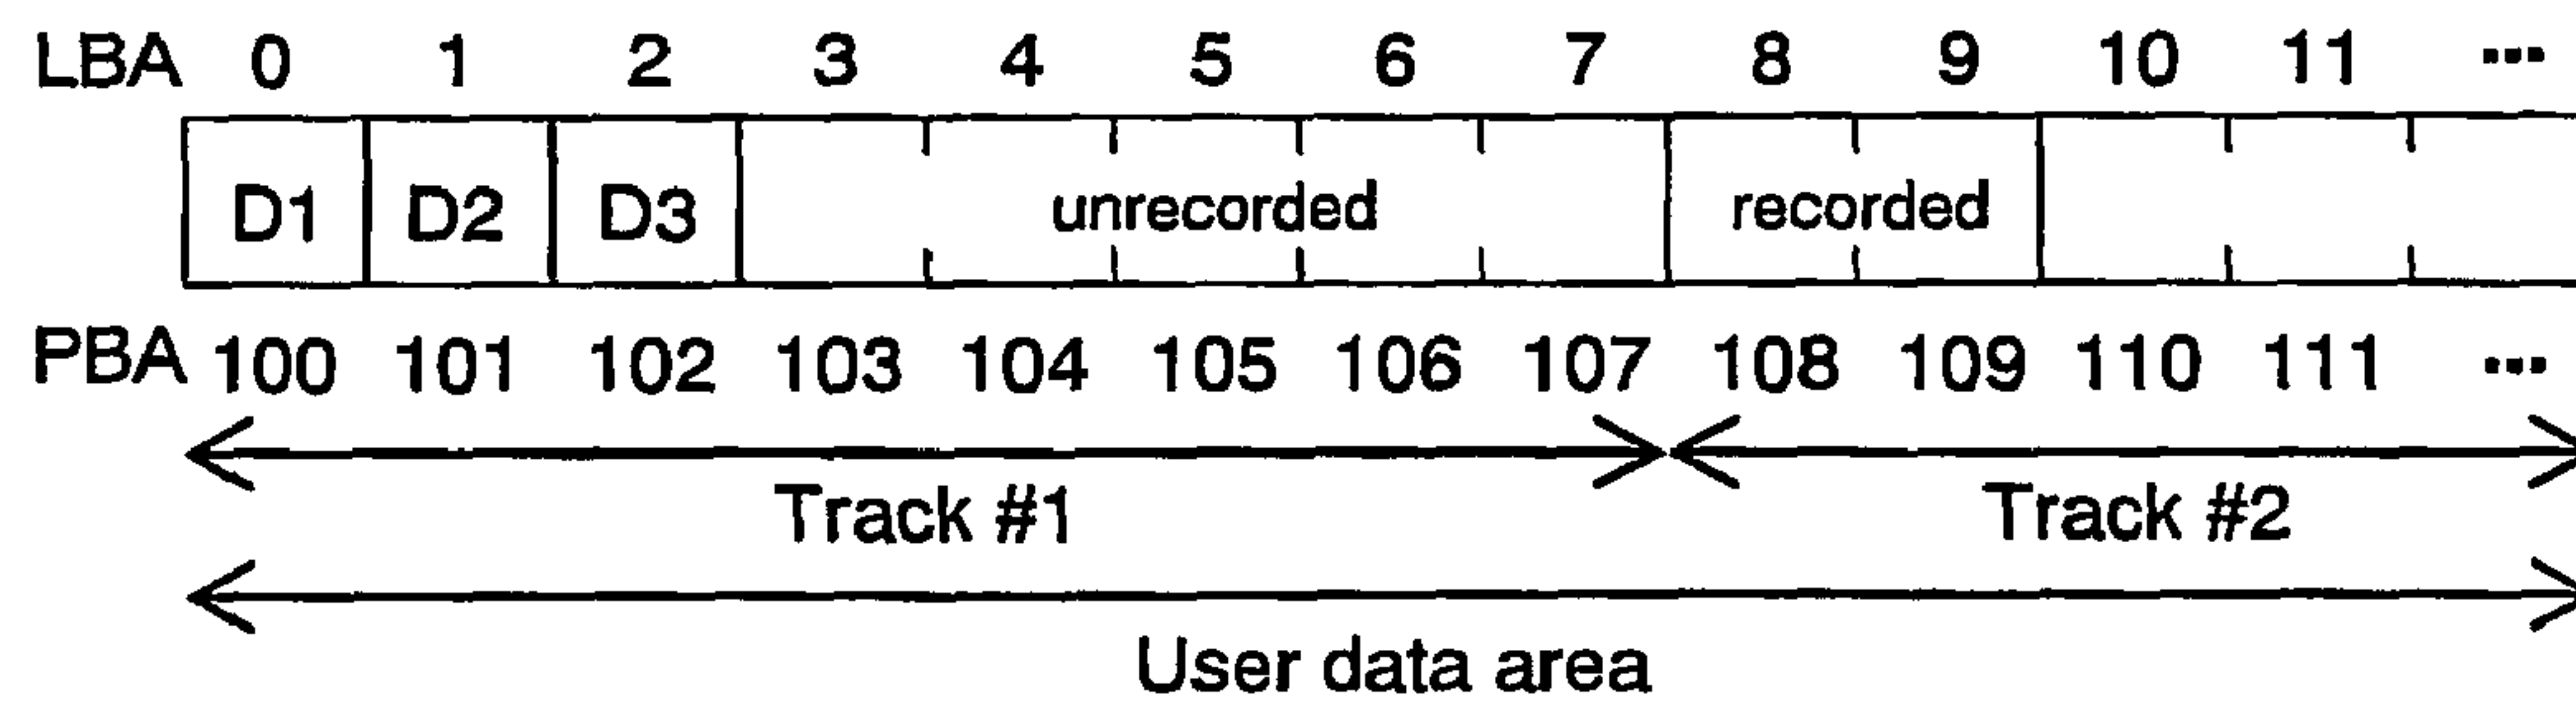 LBA 0 1 2 3 4 5 6 7 8 9 10 11 ...
D1 D2 D3 unrecorded recorded
PBA 100 101 102 103 104 105 106 107 108 109 110 111 ...
Track #1 Track #2
User data area